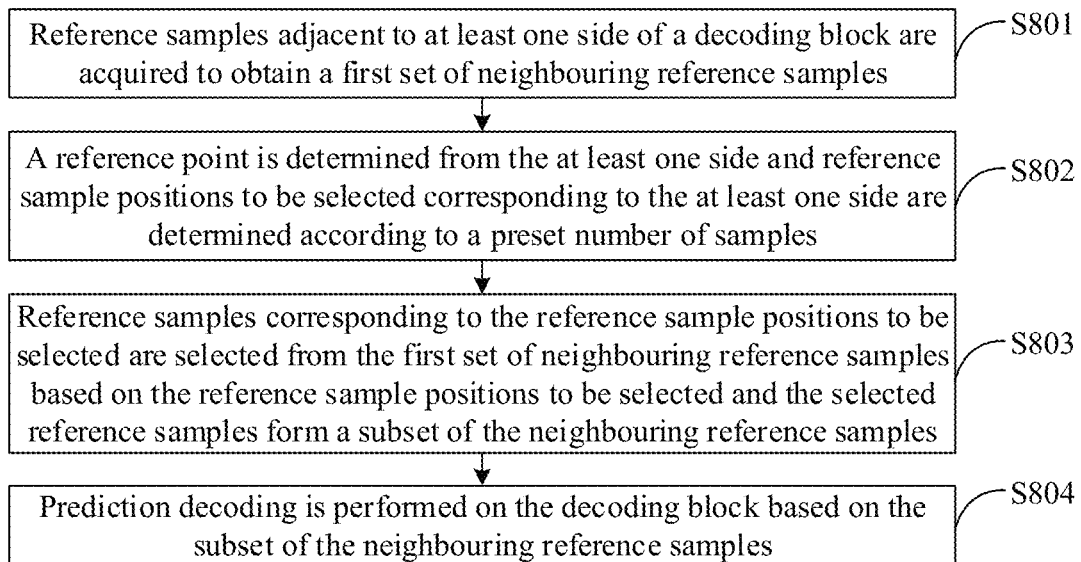 Reference samples adjacent to at least one side of a decoding block are
acquired to obtain a first set of neighbouring reference samples
S801
A reference point is determined from the at least one side and reference
sample positions to be selected corresponding to the at least one side are
determined according to a preset number of samples
S802
Reference samples corresponding to the reference sample positions to be
selected are selected from the first set of neighbouring reference samples
based on the reference sample positions to be selected and the selected
reference samples form a subset of the neighbouring reference samples
S803
Prediction decoding is performed on the decoding block based on the
subset of the neighbouring reference samples
S804